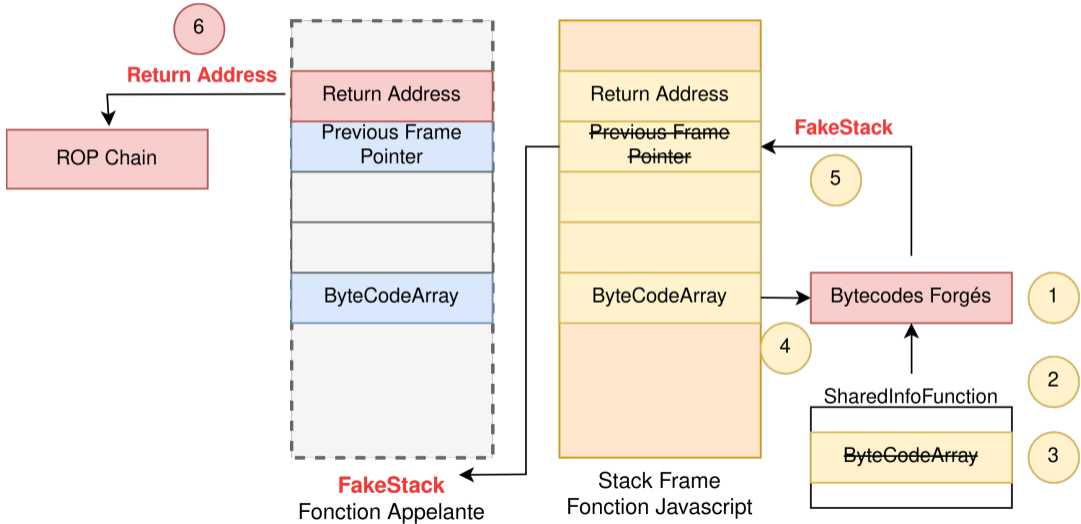 6
Return Address
ROP Chain
Return Address
Previous Frame
Pointer
ByteCodeArray
FakeStack
Fonction Appelante
Return Address
Previous Frame
Pointer
ByteCodeArray
Stack Frame
Fonction Javascript
FakeStack
5
Bytecodes Forgés
1
4
2
SharedInfoFunction
ByteCodeArray
3